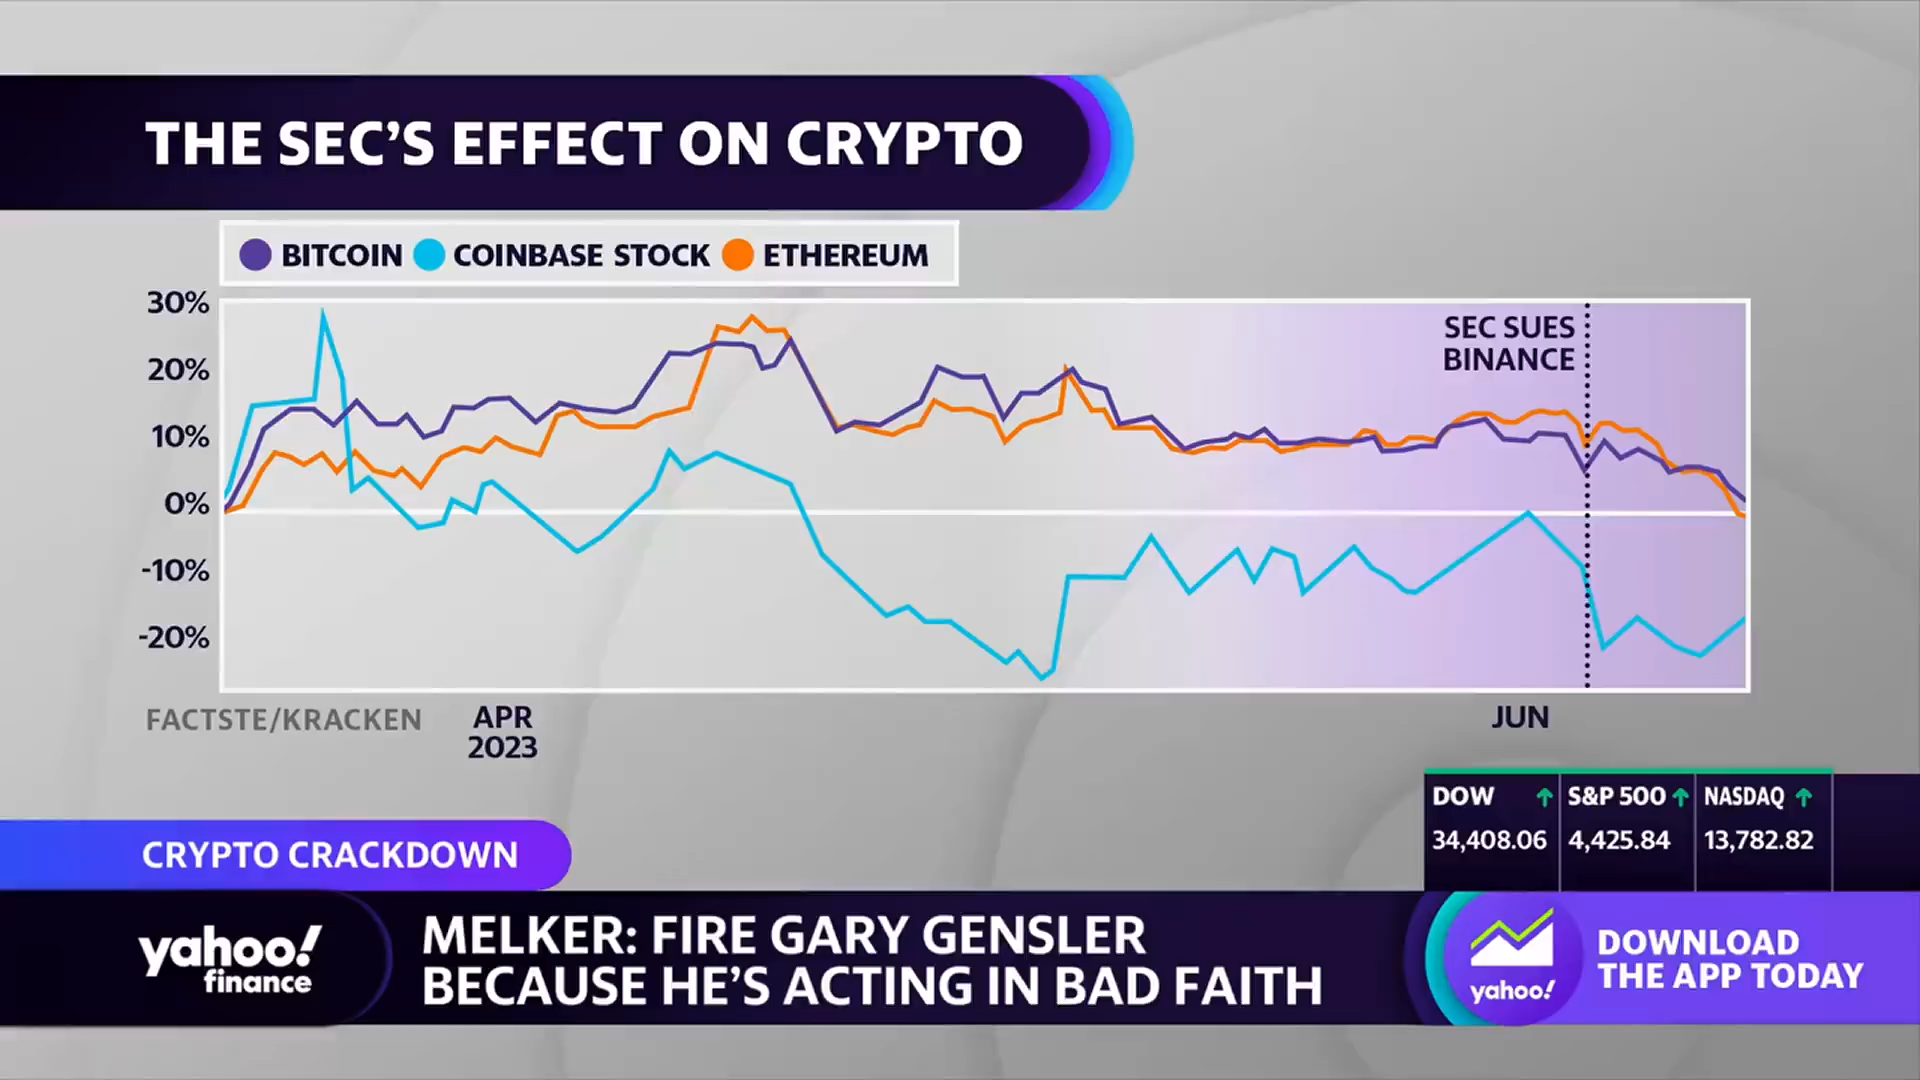 THE SEC'S EFFECT ON CRYPTO
BITCOIN COINBASE STOCK ETHEREUM
30%
20%
10%
0%
-10%
-20%
SEC SUES
BINANCE
FACTSTE/KRACKEN
APR
2023
JUN
DOW S&P 500 NASDAQ
34,408.06 4,425.84 13,782.82
CRYPTO CRACKDOWN
yahoo!
finance
MELKER: FIRE GARY GENSLER
BECAUSE HE'S ACTING IN BAD FAITH
yahoo!
DOWNLOAD
THE APP TODAY